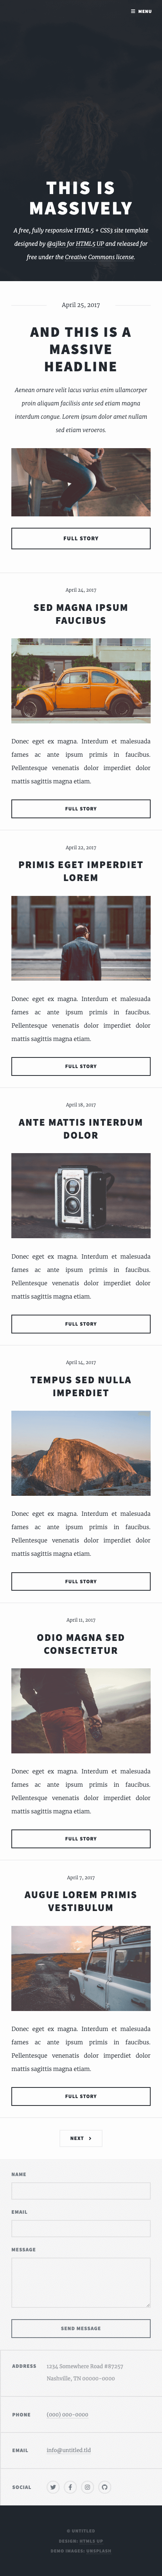 MENU
THIS IS
MASSIVELY
A free, fully responsive HTML5 + CSS3 site template
designed by @ajlkn for HTML5 UP and released for
free under the Creative Commons license.
April 25, 2017
AND THIS IS A
MASSIVE
HEADLINE
Aenean ornare velit lacus varius enim ullamcorper
proin aliquam facilisis ante sed etiam magna
interdum congue. Lorem ipsum dolor amet nullam
sed etiam veroeros.
FULL STORY
April 24, 2017
SED MAGNA IPSUM
FAUCIBUS
Donec eget ex magna. Interdum et malesuada
fames ac ante ipsum primis in faucibus.
Pellentesque venenatis dolor imperdiet dolor
mattis sagittis magna etiam.
FULL STORY
April 22, 2017
PRIMIS EGET IMPERDIET
LOREM
Donec eget ex magna. Interdum et malesuada
fames ac ante ipsum primis in faucibus.
Pellentesque venenatis dolor imperdiet dolor
mattis sagittis magna etiam.
FULL STORY
April 18, 2017
ANTE MATTIS INTERDUM
DOLOR
Donec eget ex magna. Interdum et malesuada
fames ac ante ipsum primis in faucibus.
Pellentesque venenatis dolor imperdiet dolor
mattis sagittis magna etiam.
FULL STORY
April 14, 2017
TEMPUS SED NULLA
IMPERDIET
Donec eget ex magna. Interdum et malesuada
fames ac ante ipsum primis in faucibus.
Pellentesque venenatis dolor imperdiet dolor
mattis sagittis magna etiam.
FULL STORY
April 11, 2017
ODIO MAGNA SED
CONSECTETUR
Donec eget ex magna. Interdum et malesuada
fames ac ante ipsum primis in faucibus.
Pellentesque venenatis dolor imperdiet dolor
mattis sagittis magna etiam.
FULL STORY
April 7, 2017
AUGUE LOREM PRIMIS
VESTIBULUM
Donec eget ex magna. Interdum et malesuada
fames ac ante ipsum primis in faucibus.
Pellentesque venenatis dolor imperdiet dolor
mattis sagittis magna etiam.
FULL STORY
NEXT
NAME
EMAIL
MESSAGE
SEND MESSAGE
ADDRESS 1234 Somewhere Road #87257
Nashville, TN 00000-0000
PHONE (000) 000-0000
EMAIL info@untitled.tld
SOCIAL
© UNTITLED
DESIGN: HTML5 UP
DEMO IMAGES: UNSPLASH